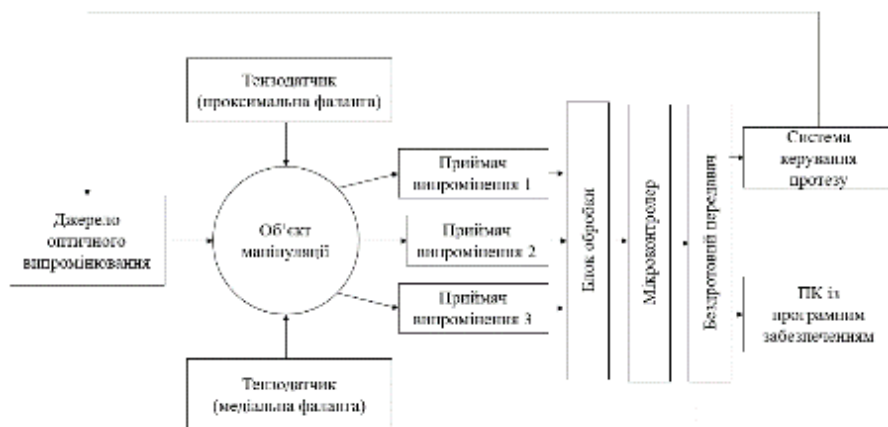 Тензодатчик
(проксимальна фаланга)
Джерело
оптичного
випромінювання
Об'єкт
маніпуляції
Приймач
випромінення 1
Приймач
випромінення 2
Приймач
випромінення 3
Тензодатчик
(медіальна фаланга)
Блок обробки
Мікроконтролер
Бездротовий передавач
Система
керування
протезу
ПК із
програмним
забезпеченням